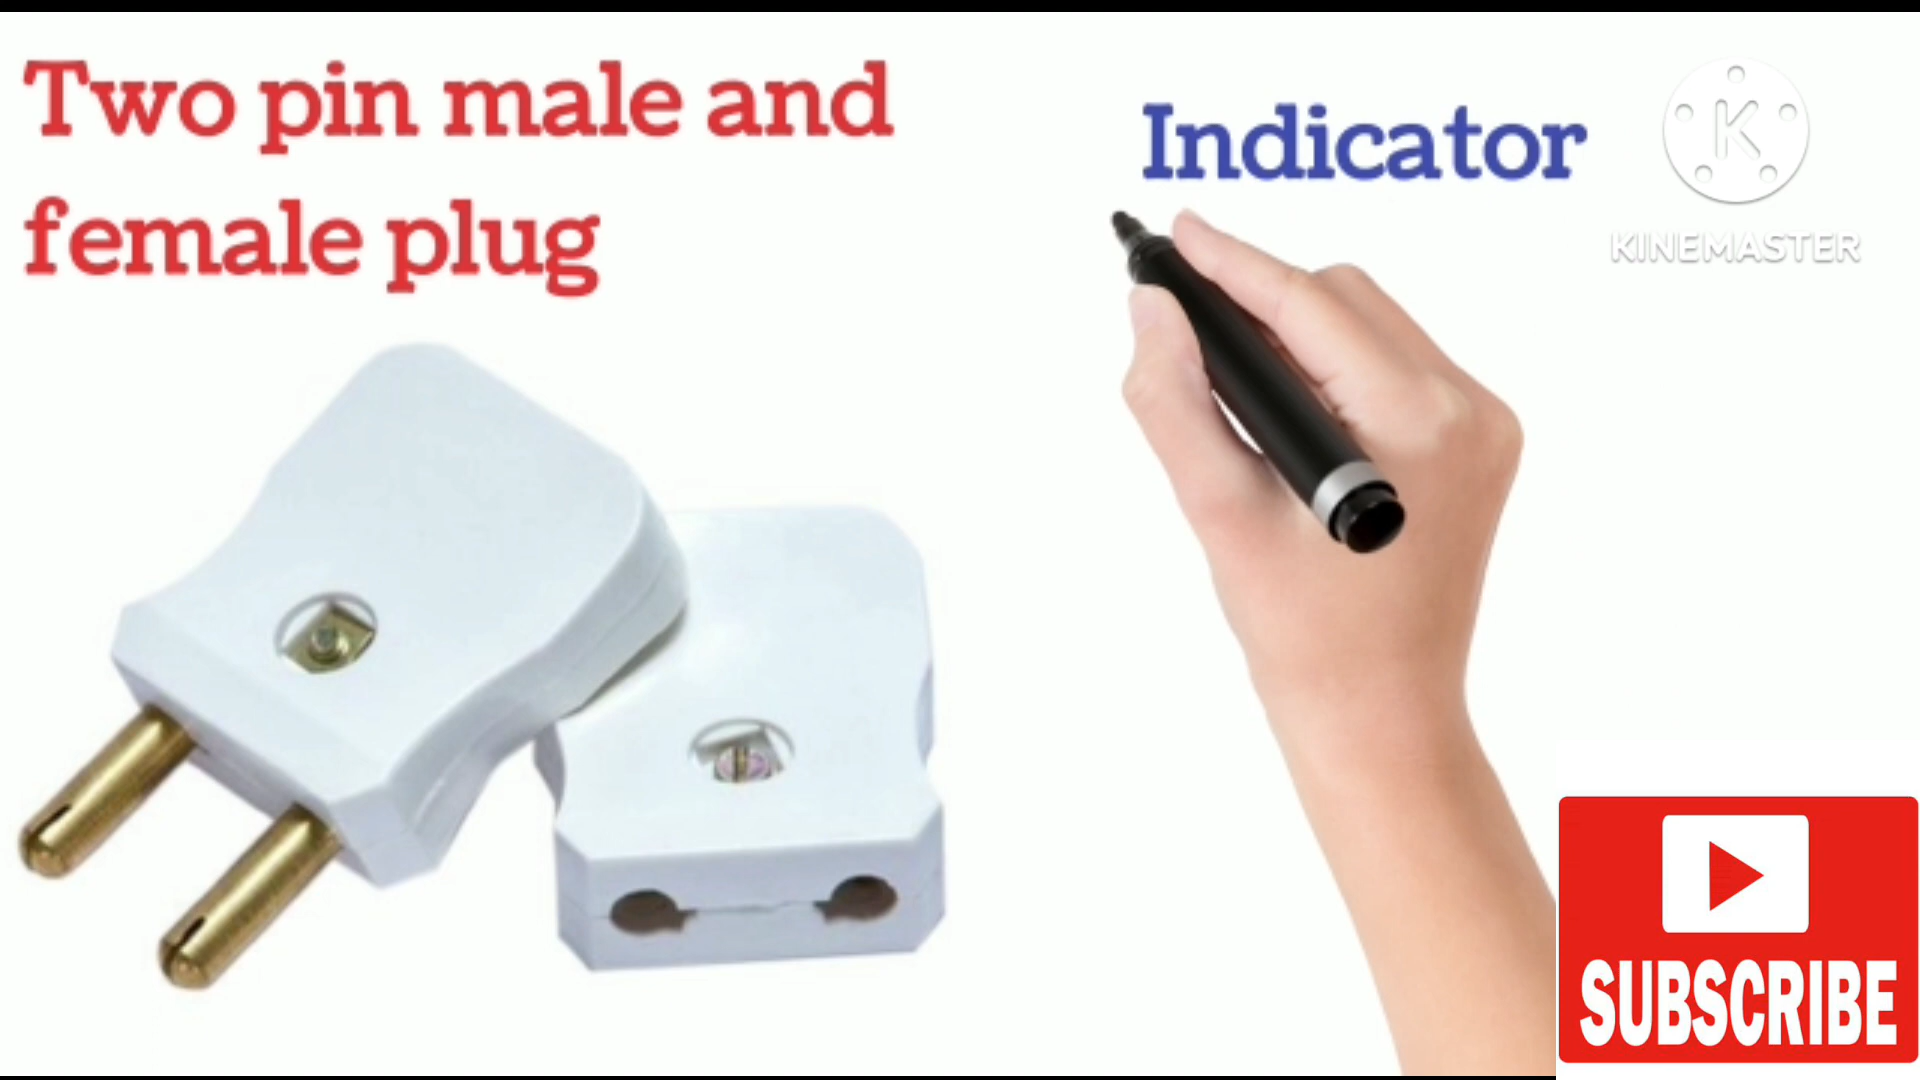 Two pin male and
female plug
Indicator
K
KINEMASTER
SUBSCRIBE